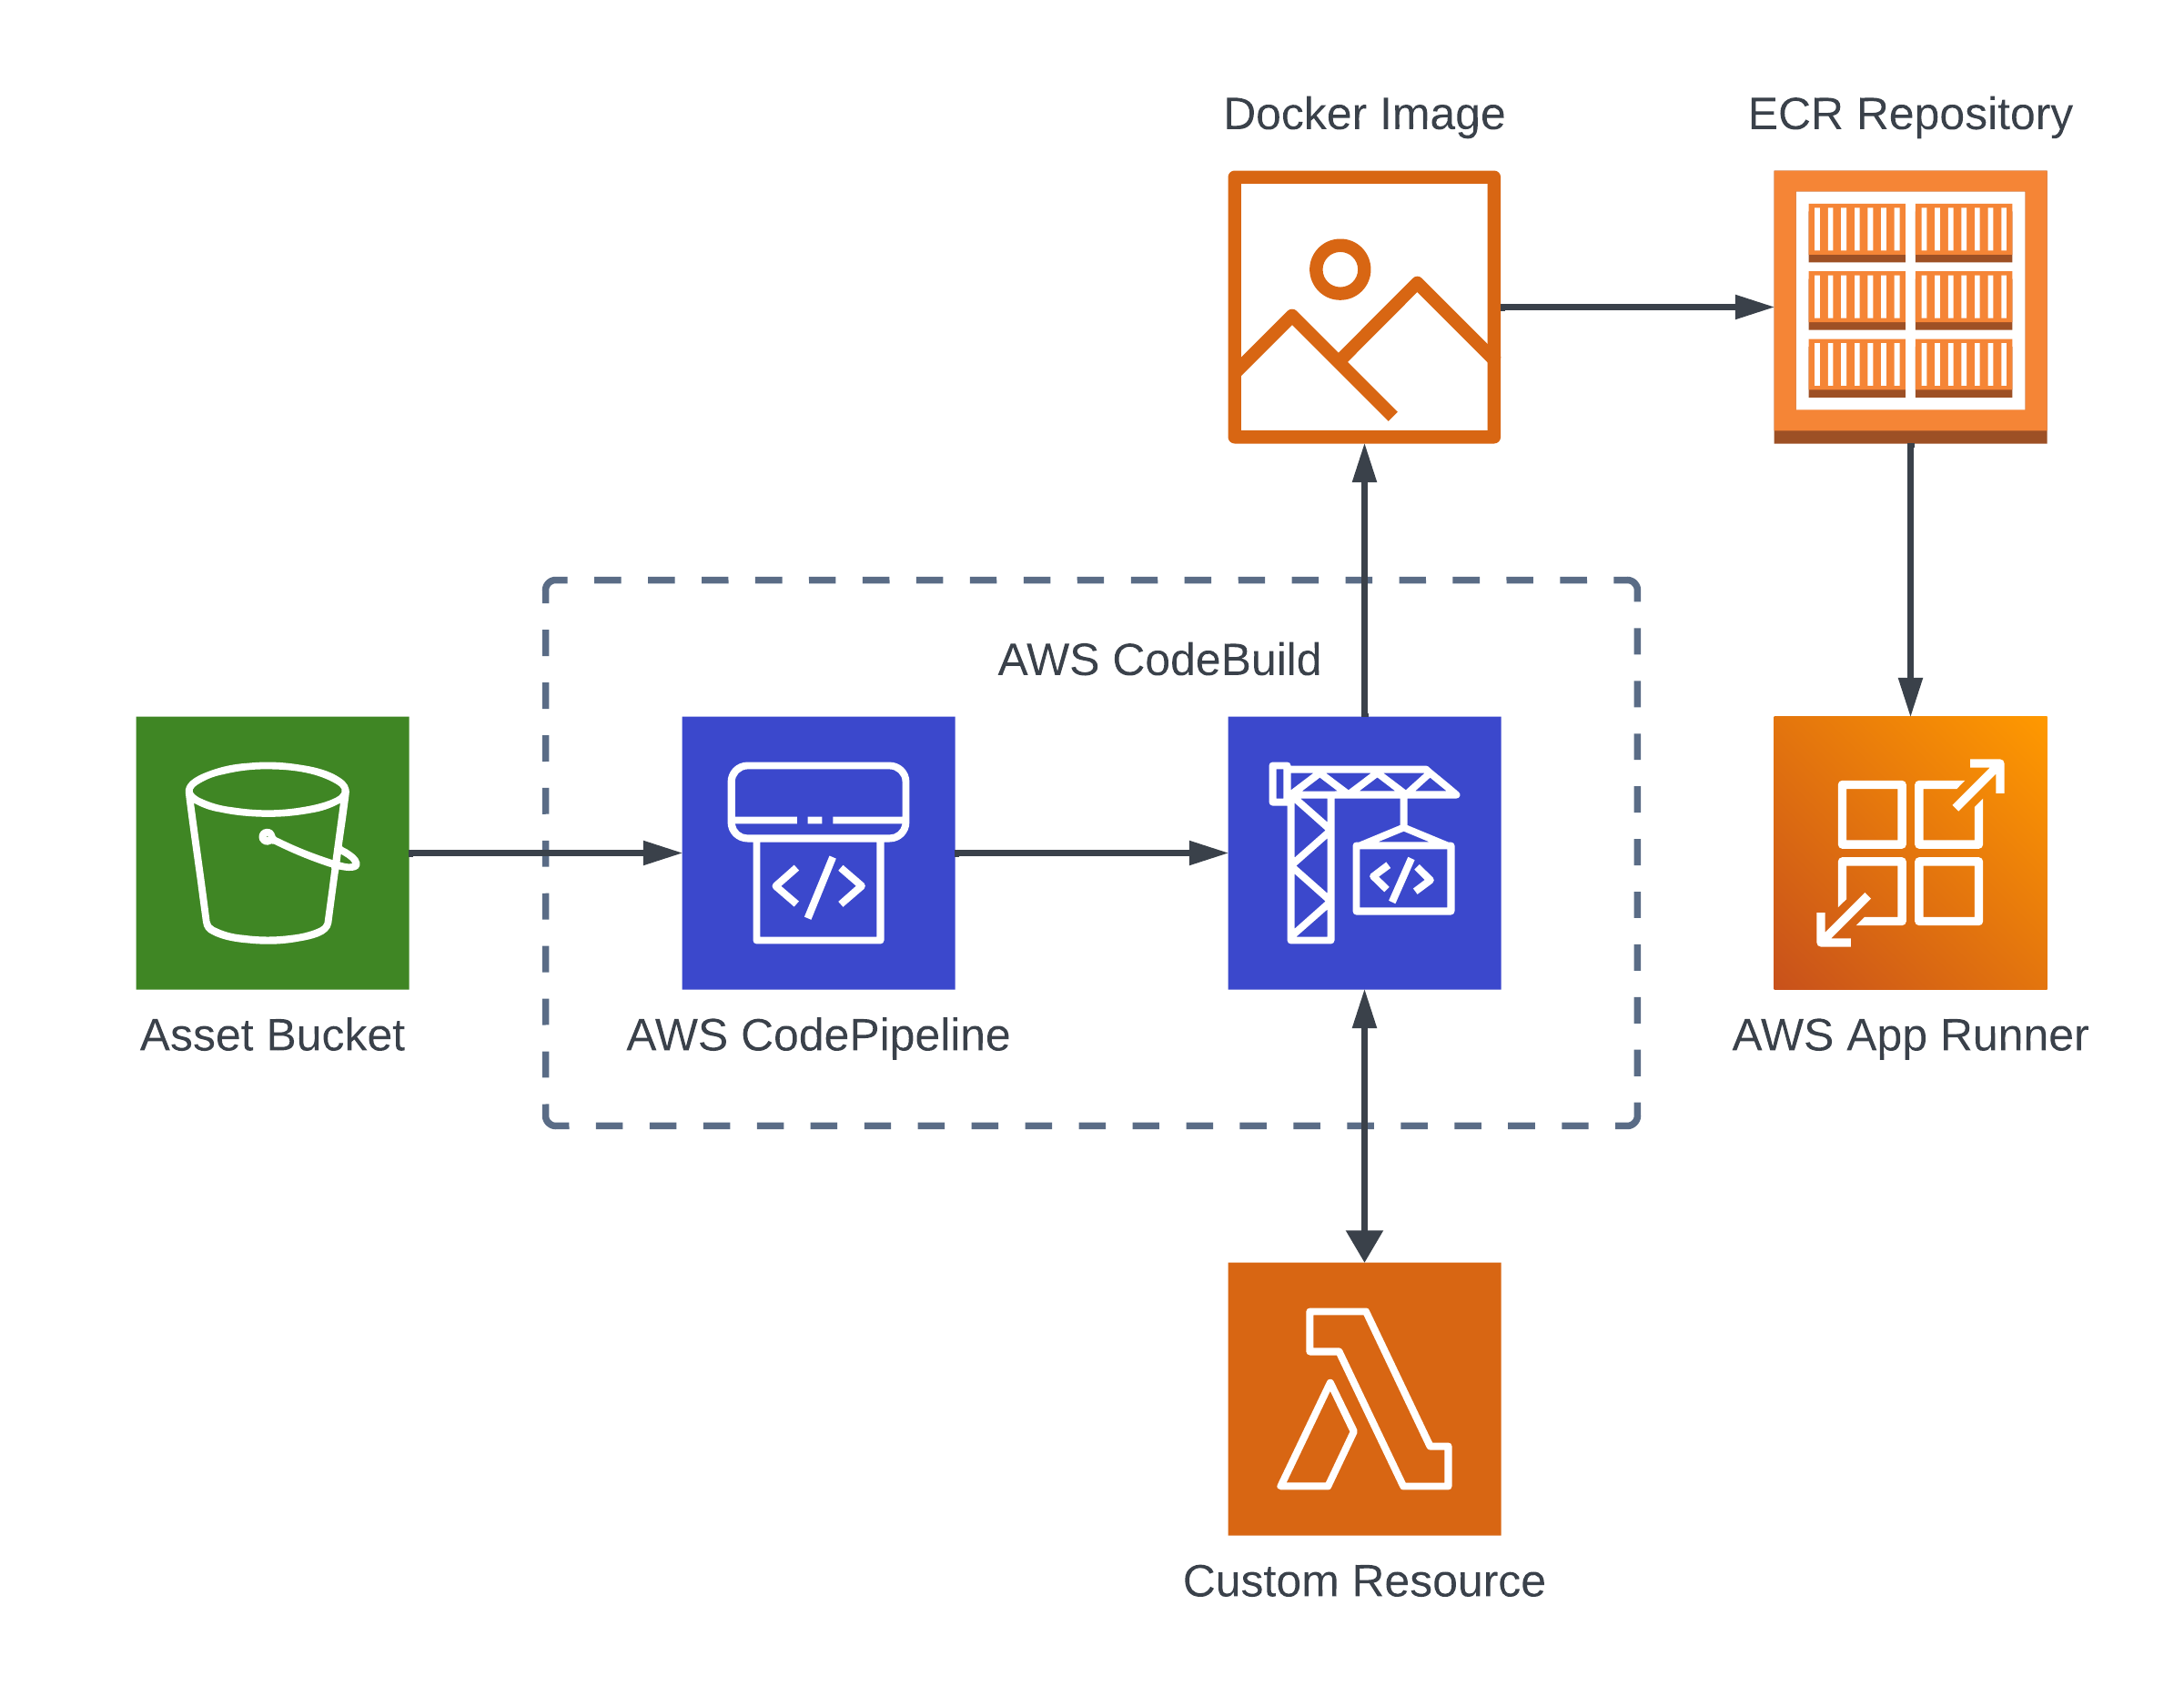 Docker Image
ECR Repository
AWS CodeBuild
Asset Bucket
AWS CodePipeline
AWS App Runner
Custom Resource